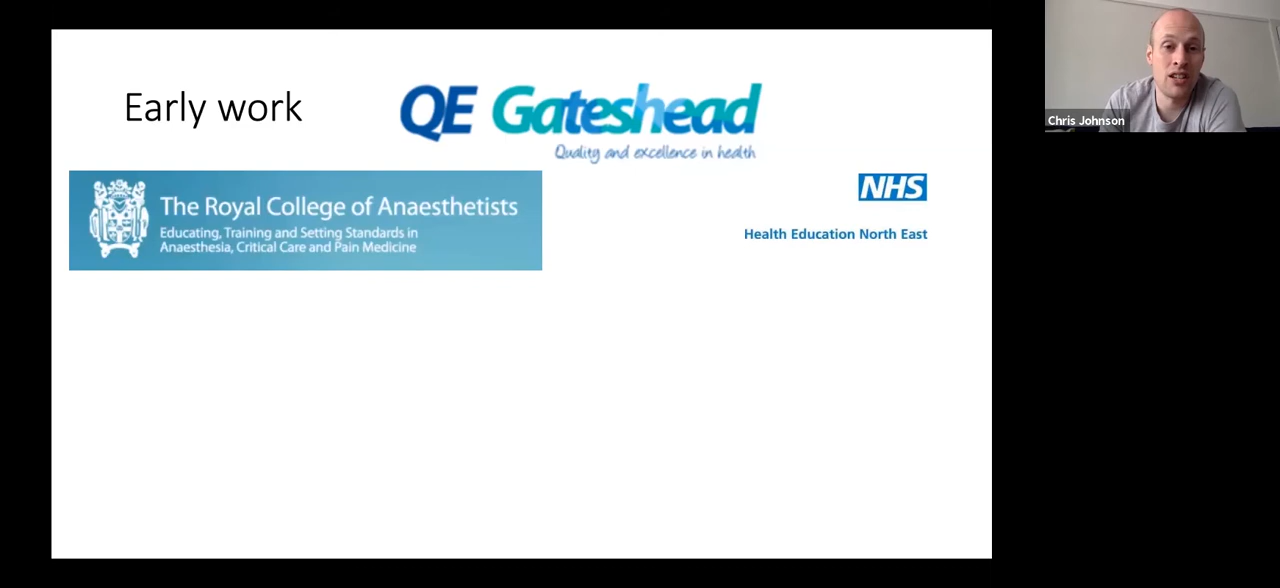 Early work
QE Gateshead
Quality and excellence in health
The Royal College of Anaesthetists
Educating, Training and Setting Standards in
Anaesthesia, Critical Care and Pain Medicine
NHS
Health Education North East
Chris Johnson